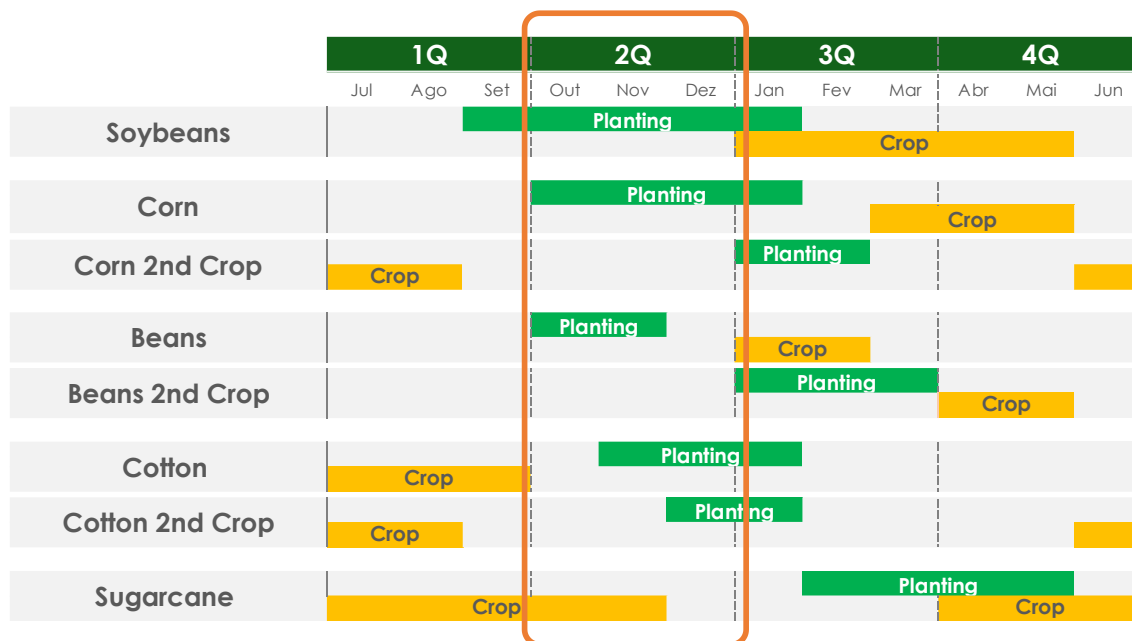 1Q 2Q 3Q 4Q
Jul Ago Set Out Nov Dez Jan Fev Mar Abr Mai Jun
Soybeans Planting
Crop
Corn Planting
Crop
Corn 2nd Crop Planting
Crop
Beans Planting
Crop
Beans 2nd Crop Planting
Crop
Cotton Planting
Crop
Cotton 2nd Crop Planting
Crop
Sugarcane Planting
Crop Crop